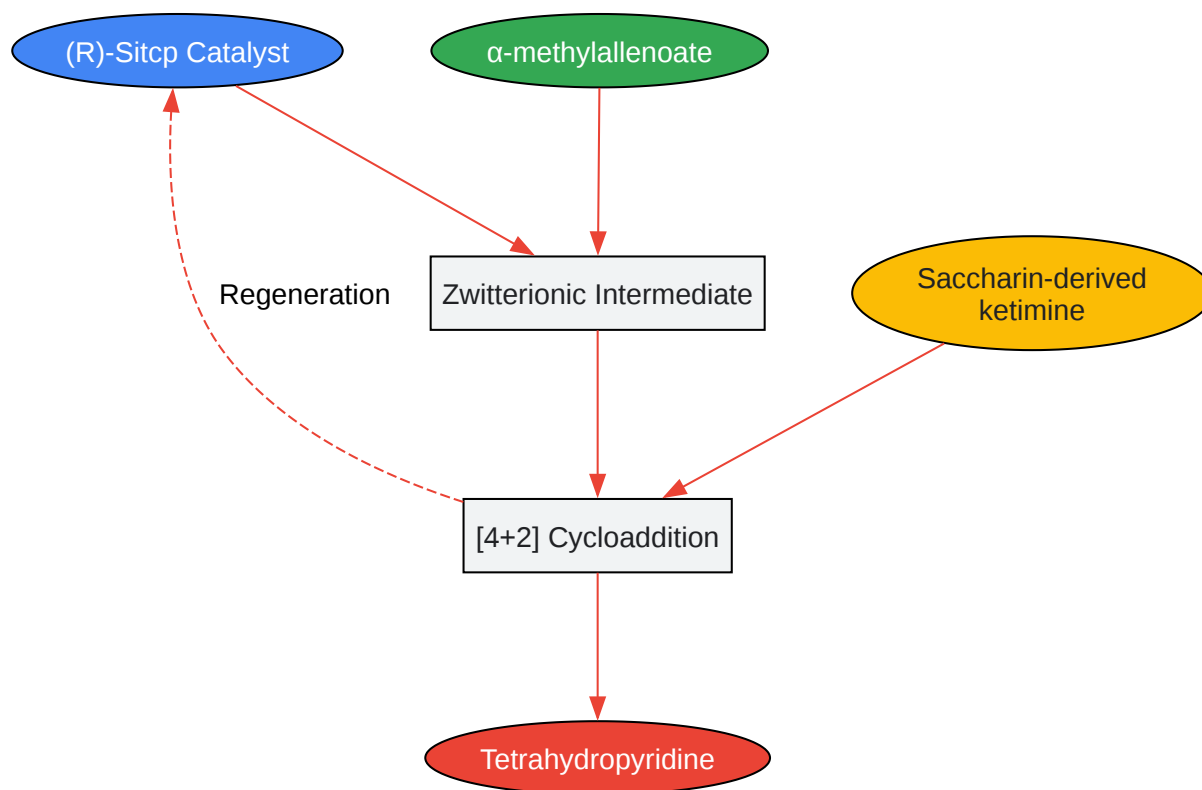 (R)-Sitcp Catalyst
α-methylallenoate
Regeneration
Zwitterionic Intermediate
Saccharin-derived
ketimine
[4+2] Cycloaddition
Tetrahydropyridine